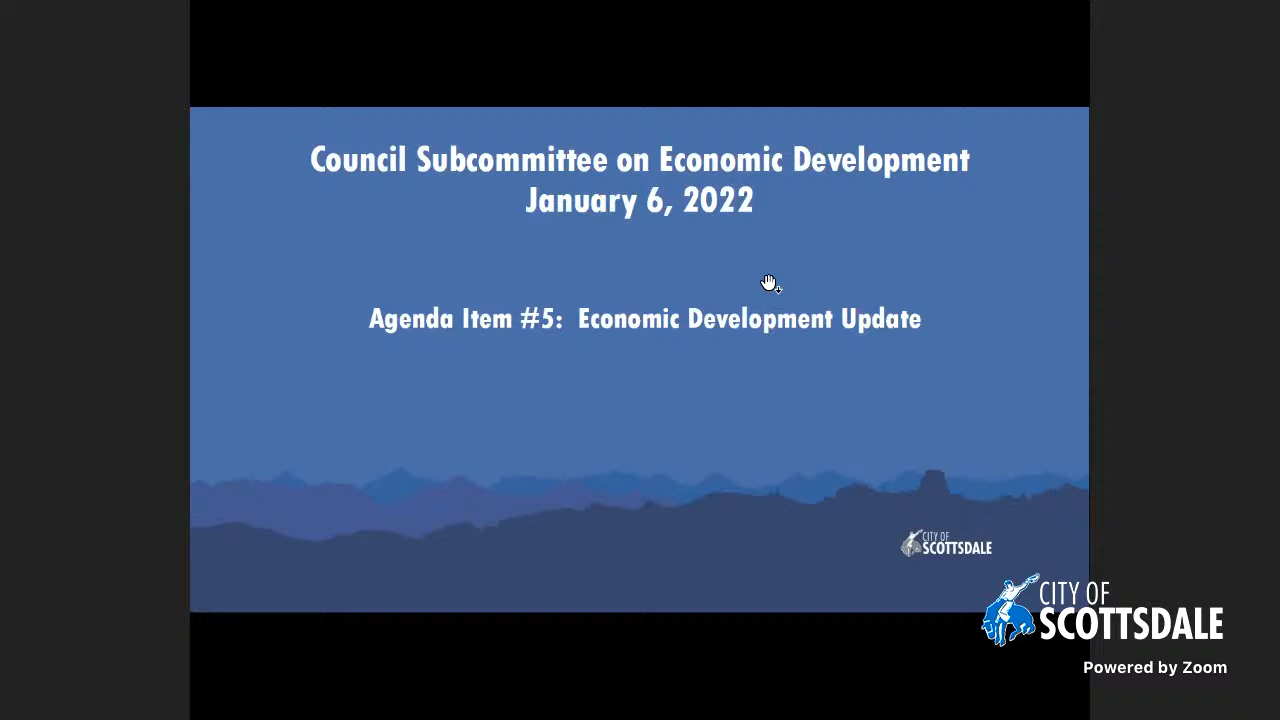 Council Subcommittee on Economic Development
January 6, 2022
Agenda Item #5:  Economic Development Update
CITY OF
SCOTTSDALE
CITY OF
SCOTTSDALE
Powered by Zoom